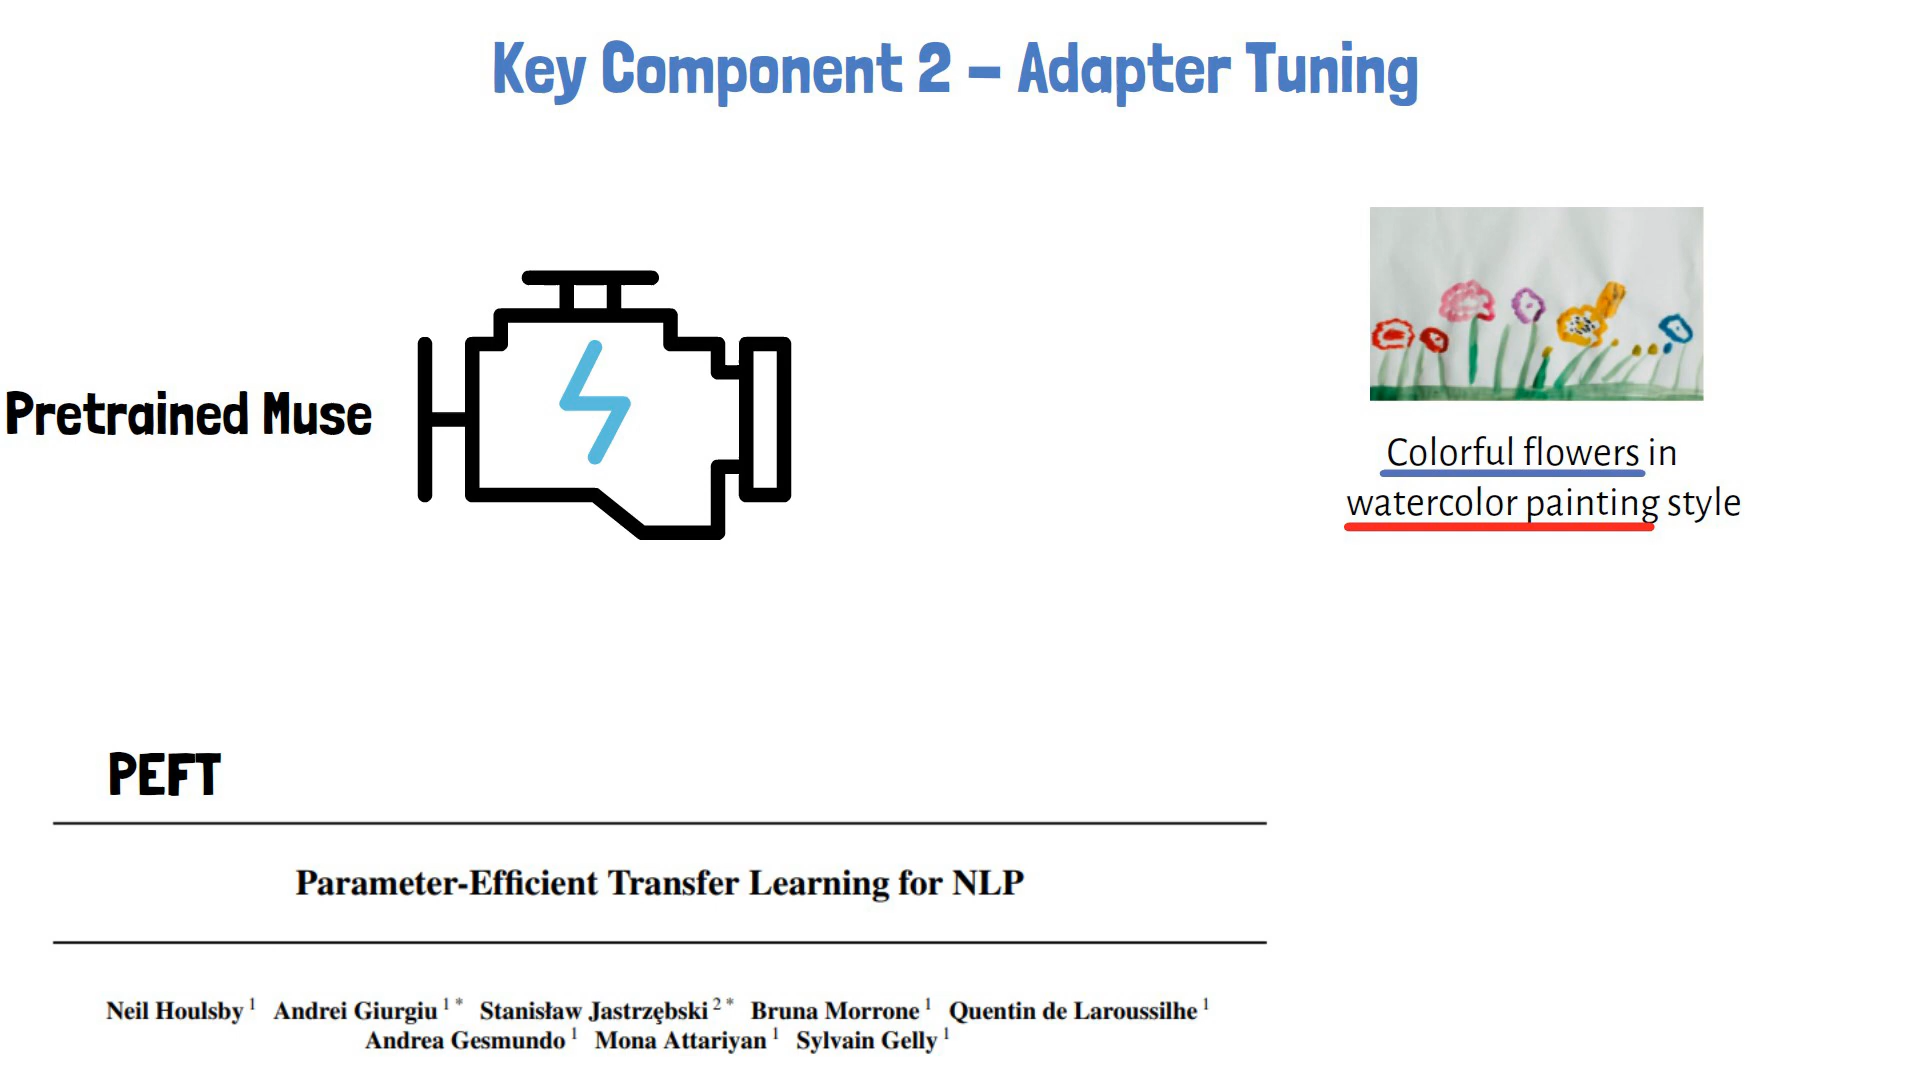 Key Component 2 – Adapter Tuning
Pretrained Muse
Colorful flowers in
watercolor painting style
PEFT
Parameter-Efficient Transfer Learning for NLP
Neil Houlsby 1 Andrei Giurgiu 1 * Stanisław Jastrzębski 2 * Bruna Morrone 1 Quentin de Laroussilhe 1
Andrea Gesmundo 1 Mona Attariyan 1 Sylvain Gelly 1